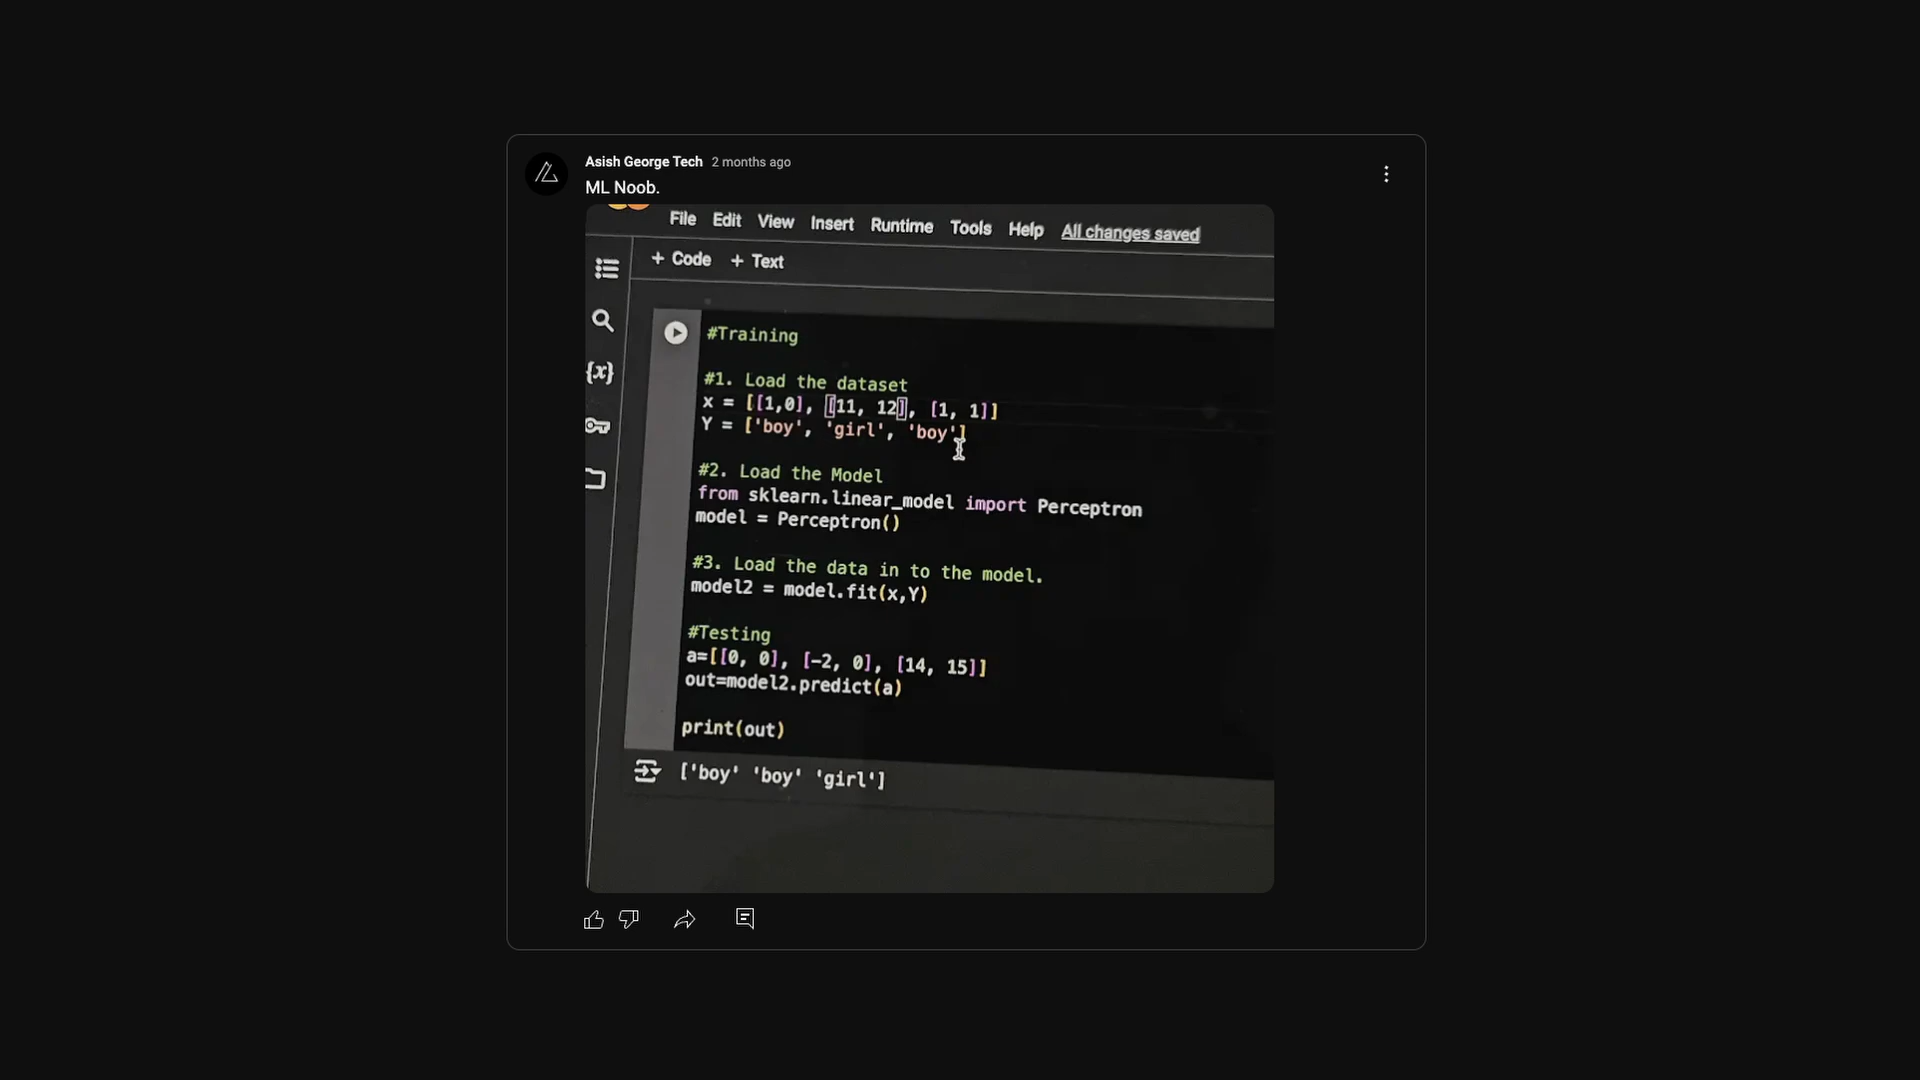 Asish George Tech 2 months ago
ML Noob.
File Edit View Insert Runtime Tools Help All changes saved
+ Code + Text
#Training
#1. Load the dataset
x = [[1,0], [11, 12], [1, 1]]
Y = ['boy', 'girl', 'boy']
#2. Load the Model
from sklearn.linear_model import Perceptron
model = Perceptron()
#3. Load the data in to the model.
model2 = model.fit(x,Y)
#Testing
a=[[0, 0], [-2, 0], [14, 15]]
out=model2.predict(a)
print(out)
['boy' 'boy' 'girl']